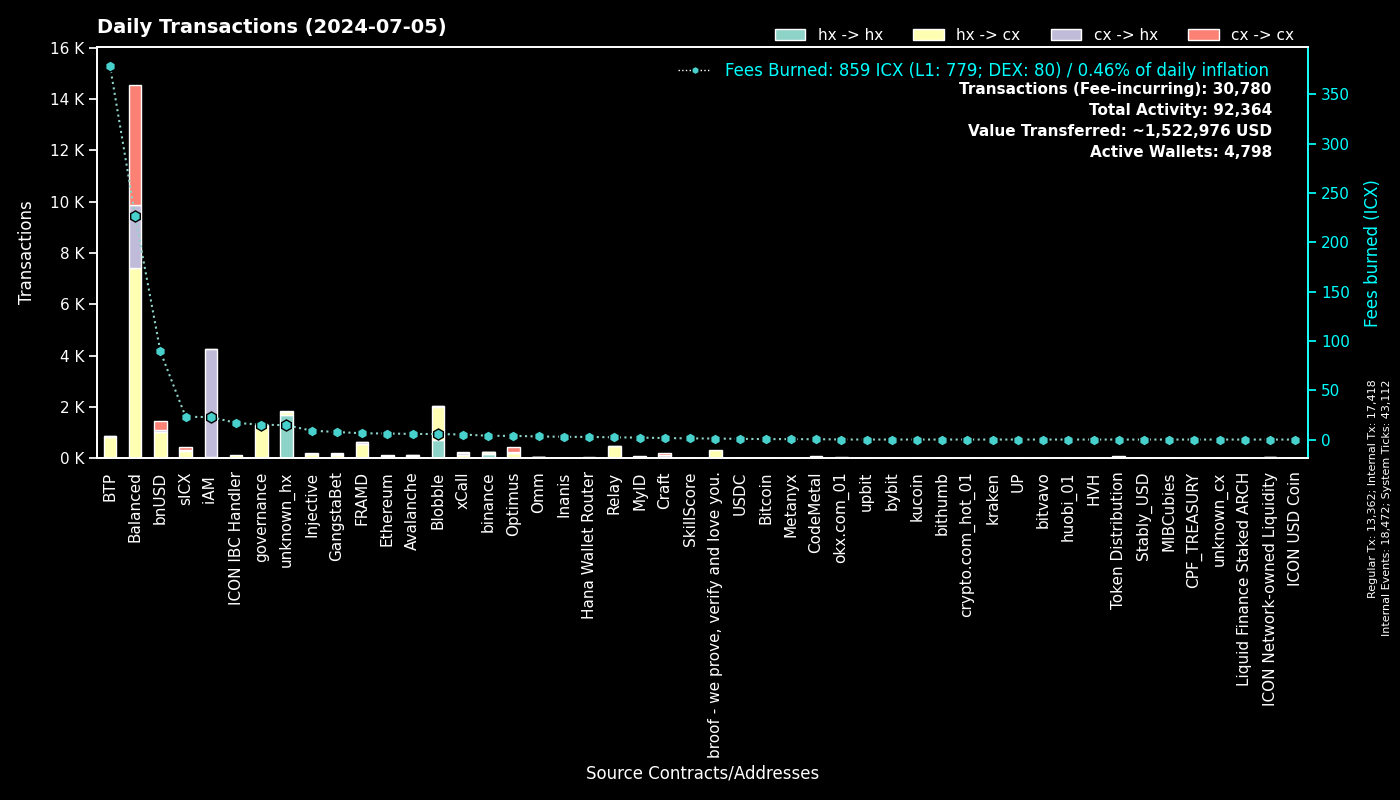 Daily Transactions (2024-07-05)
hx -> hx
hx -> cx
cx -> hx
cx -> cx
Fees Burned: 859 ICX (L1: 779; DEX: 80) / 0.46% of daily inflation
Transactions (Fee-incurring): 30,780
Total Activity: 92,364
Value Transferred: ~1,522,976 USD
Active Wallets: 4,798
Transactions
16 K
14 K
12 K
10 K
8 K
6 K
4 K
2 K
0 K
350
300
250
200
150
100
50
0
Fees burned (ICX)
Regular Tx: 13,362; Internal Tx: 17,418
Internal Events: 18,472; System Ticks: 43,112
BTP
Balanced
bnUSD
sICX
iAM
ICON IBC Handler
governance
unknown_hx
Injective
GangstaBet
FRAMD
Ethereum
Avalanche
Blobble
xCall
binance
Optimus
Omm
Inanis
Hana Wallet Router
Relay
MyID
Craft
SkillScore
broof - we prove, verify and love you.
USDC
Bitcoin
Metanyx
CodeMetal
okx.com_01
upbit
bybit
kucoin
bithumb
crypto.com_hot_01
kraken
UP
bitvavo
huobi_01
HVH
Token Distribution
Stably_USD
MIBCubies
CPF_TREASURY
unknown_cx
Liquid Finance Staked ARCH
ICON Network-owned Liquidity
ICON USD Coin
Source Contracts/Addresses